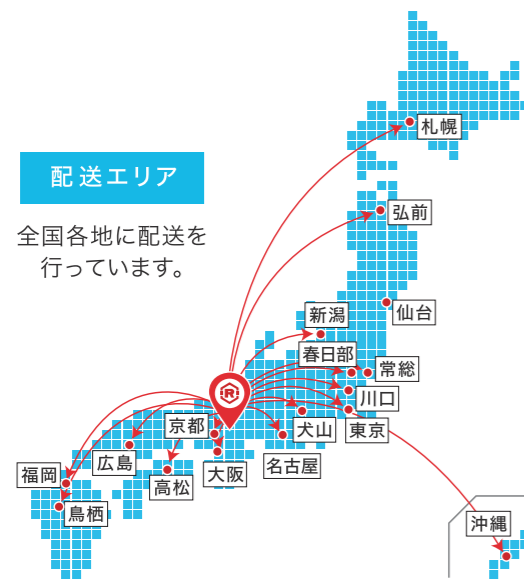 札幌
配送エリア
弘前
全国各地に配送を
行っています。
仙台
新潟
春日部
常総
R
川口
京都
犬山
東京
広島
名古屋
福岡
大阪
高松
鳥栖
沖縄